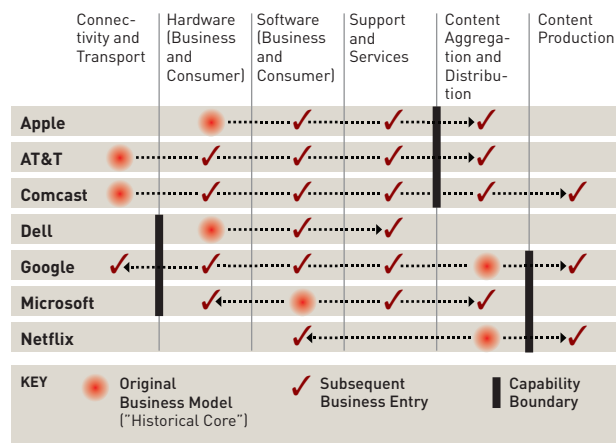 Connec-
tivity and
Transport
Hardware
(Business
and
Consumer)
Software
(Business
and
Consumer)
Support
and
Services
Content
Aggrega-
tion and
Distribu-
tion
Content
Production
Apple
AT&T
Comcast
Dell
Google
Microsoft
Netflix
KEY
Original
Business Model
("Historical Core")
Subsequent
Business Entry
Capability
Boundary